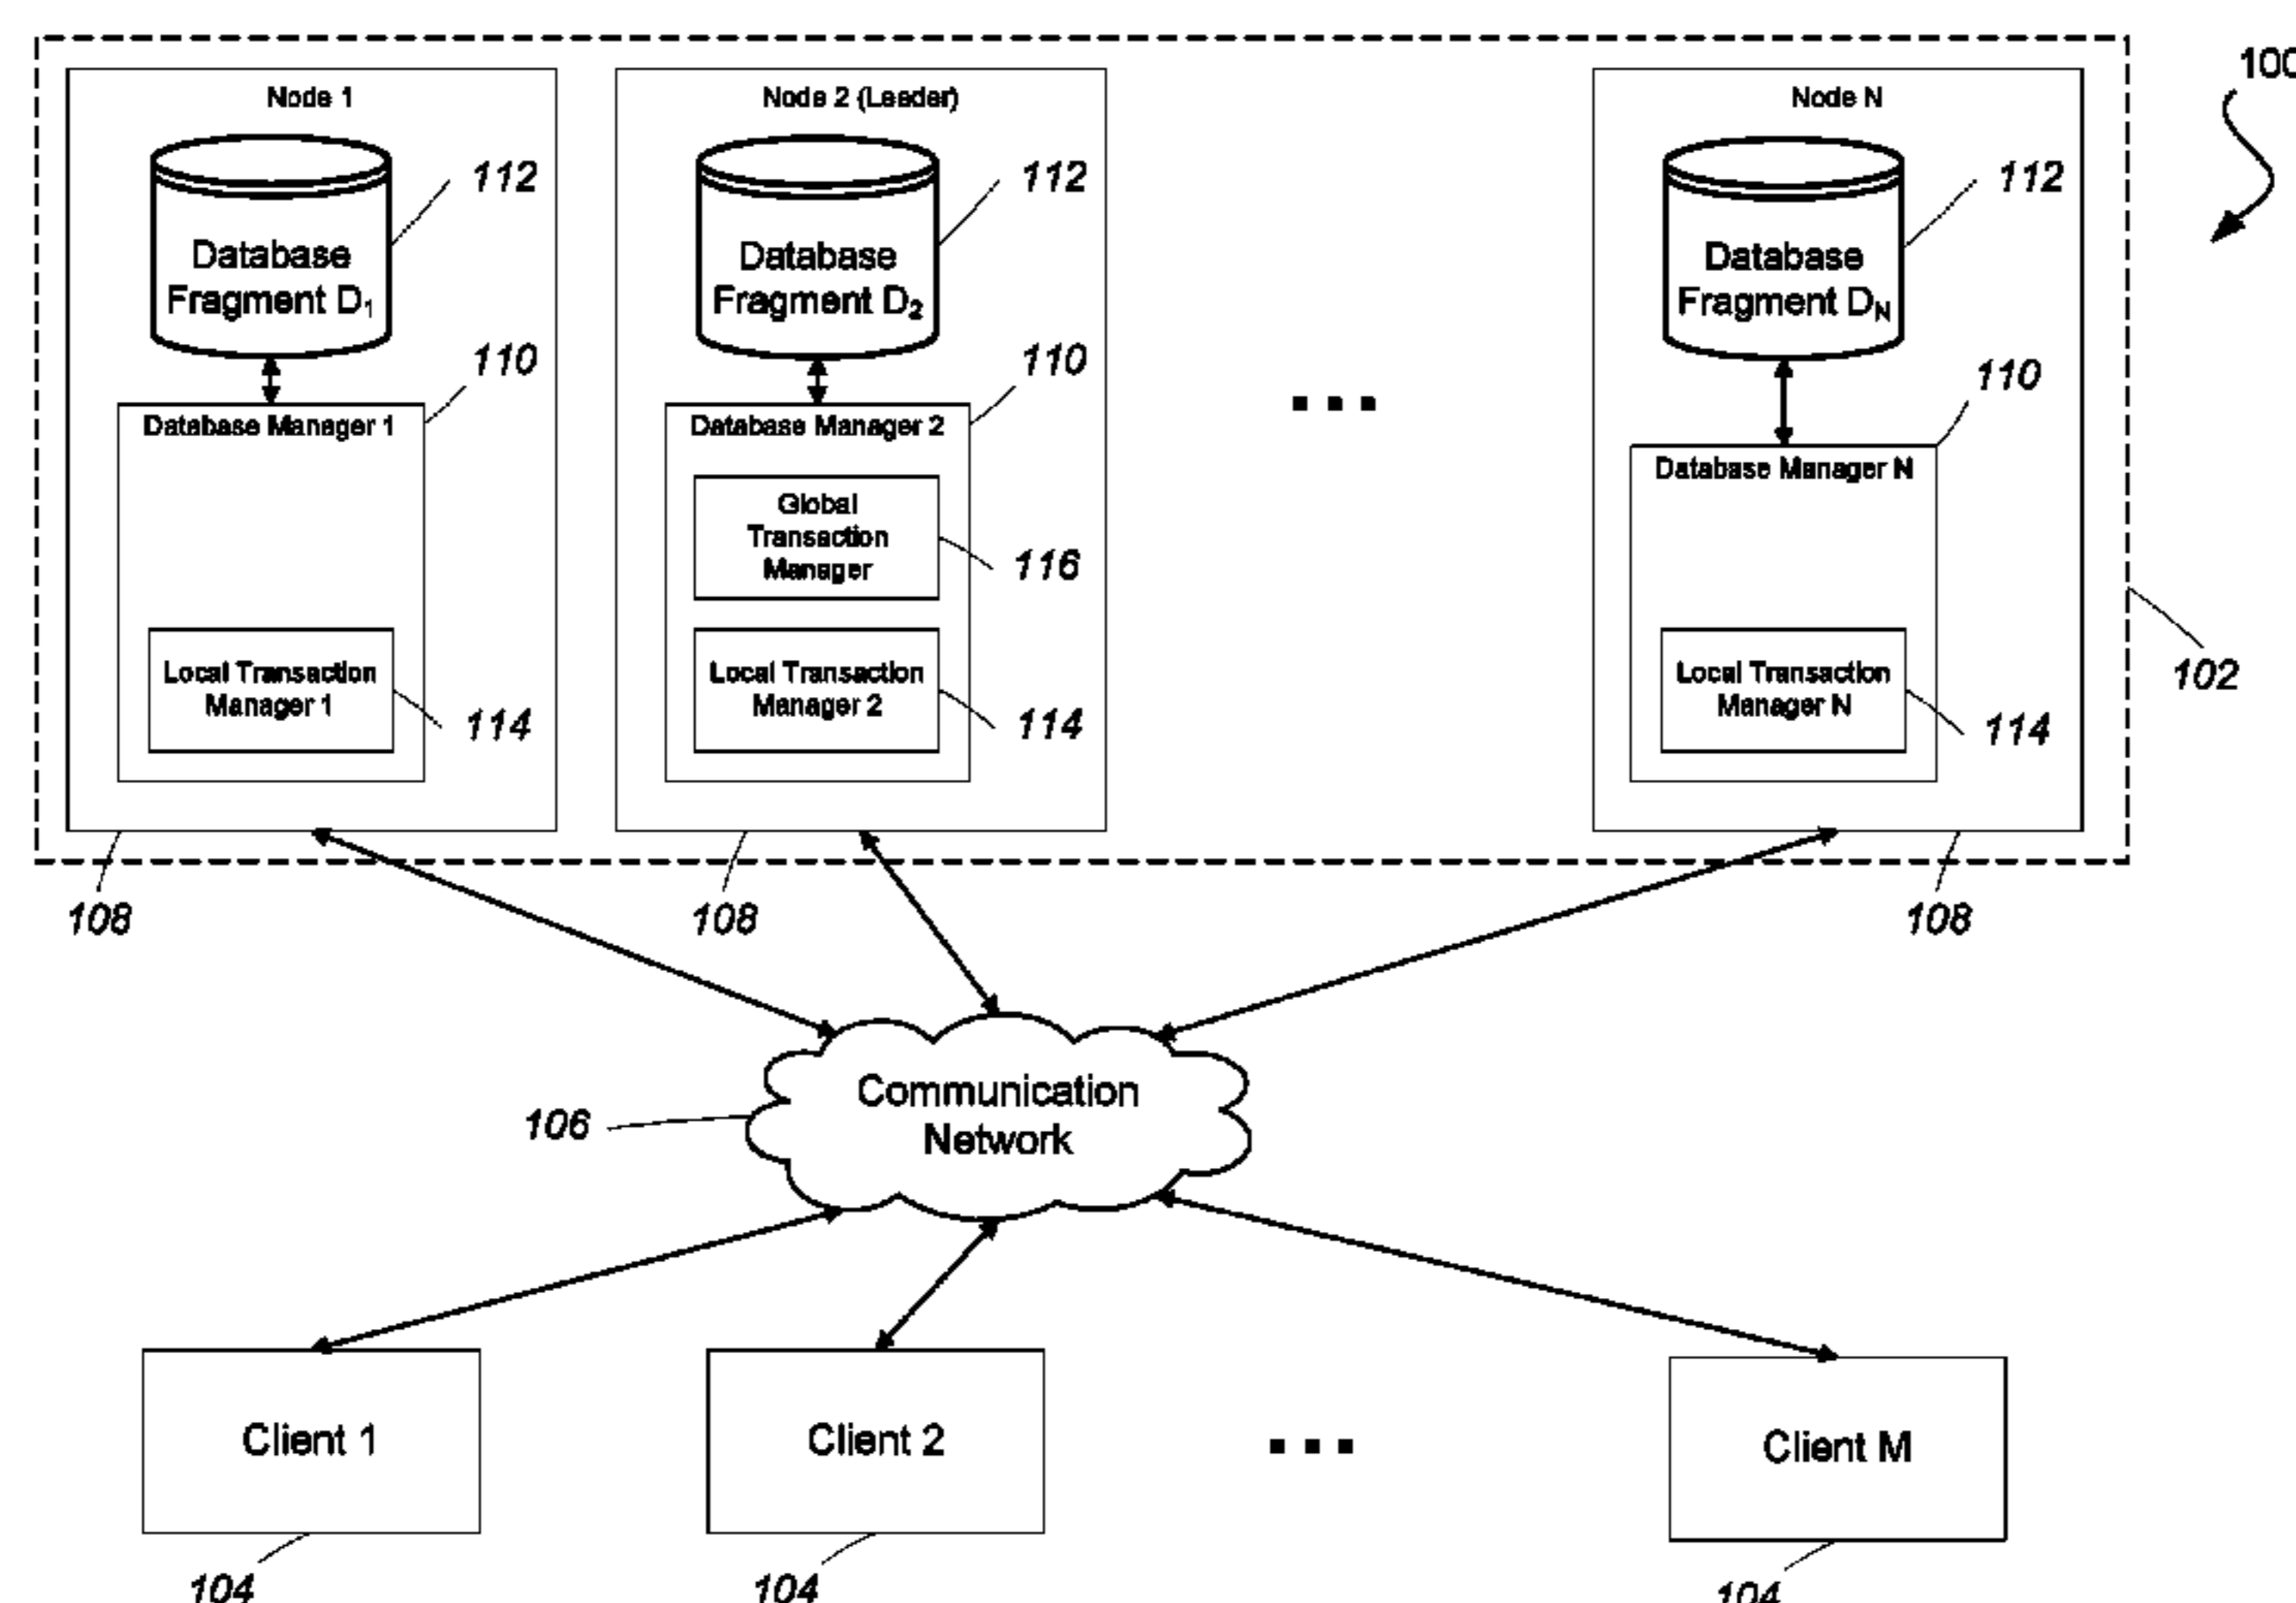 100
Node 1
Node 2 (Leader)
Node N
112
112
112
Database
Fragment D₁
Database
Fragment D₂
Database
Fragment Dₙ
110
110
110
Database Manager 1
Database Manager 2
Database Manager N
...
Global
Transaction
Manager
116
Local Transaction
Manager 1
114
Local Transaction
Manager 2
114
Local Transaction
Manager N
114
102
108
108
108
Communication
Network
106
Client 1
Client 2
...
Client M
104
104
104